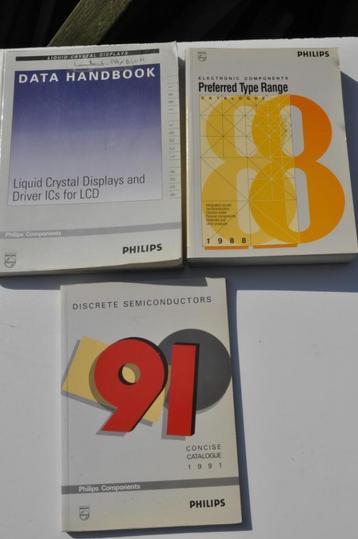 LIQUID CRYSTAL DISPLAYS
DATA HANDBOOK
Liquid Crystal Displays and
Driver ICs for LCD
Philips Components
PHILIPS
PHILIPS
ELECTRONIC COMPONENTS
Preferred Type Range
CATALOGUE
88
1988
DISCRETE SEMICONDUCTORS
91
CONCISE
CATALOGUE
1991
Philips Components
PHILIPS